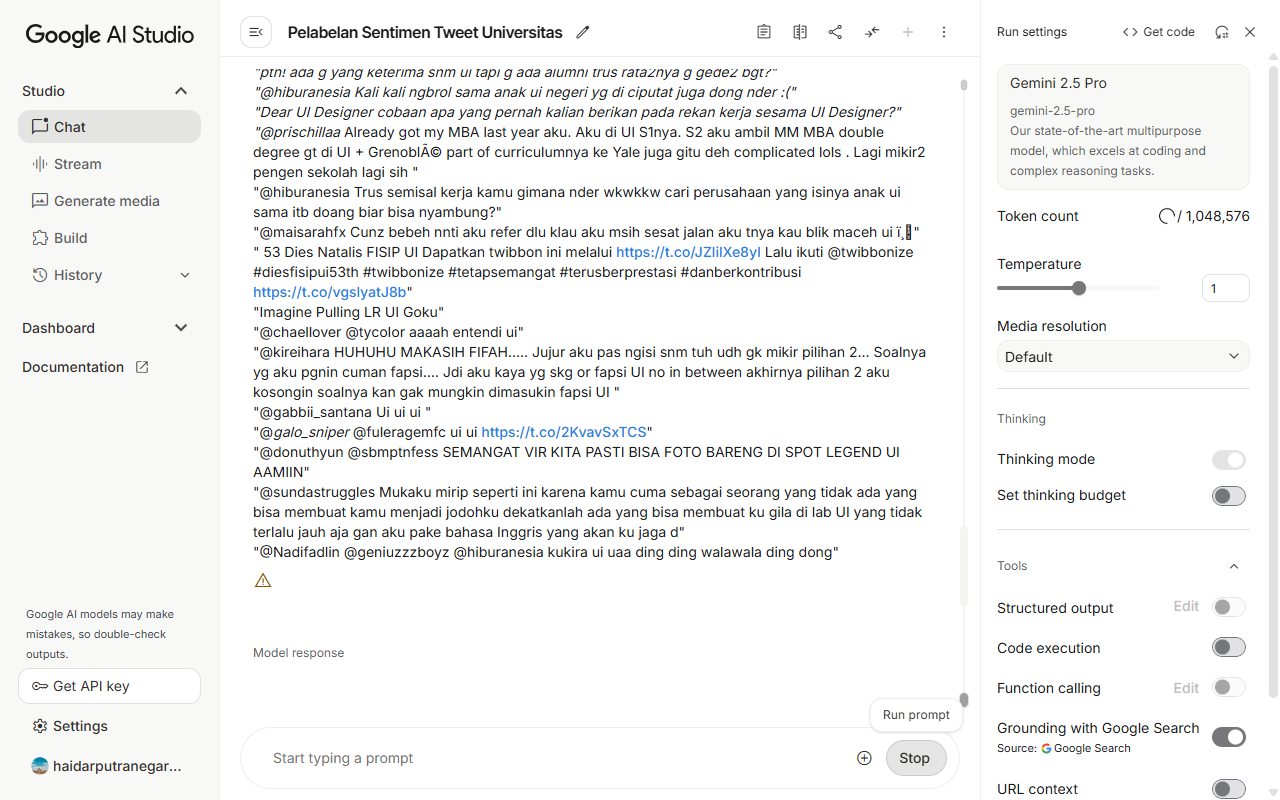 Google AI Studio
Studio
Chat
Stream
Generate media
Build
History
Dashboard
Documentation
Google AI models may make
mistakes, so double-check
outputs.
Get API key
Settings
haidarputranegar...
Pelabelan Sentimen Tweet Universitas
"ptn! ada g yang keterima snm ui tapi g ada alumni trus rata2nya g gede2 bgt?"
"@hiburanesia Kali kali ngbrol sama anak ui negeri yg di ciputat juga dong nder :("
"Dear UI Designer cobaan apa yang pernah kalian berikan pada rekan kerja sesama UI Designer?"
"@prischillaa Already got my MBA last year aku. Aku di UI S1nya. S2 aku ambil MM MBA double
degree gt di UI + GrenoblÃ© part of curriculumnya ke Yale juga gitu deh complicated lols . Lagi mikir2
pengen sekolah lagi sih "
"@hiburanesia Trus semisal kerja kamu gimana nder wkwkkw cari perusahaan yang isinya anak ui
sama itb doang biar bisa nyambung?"
"@maisarahfx Cunz bebeh nnti aku refer dlu klau aku msih sesat jalan aku tnya kau blik maceh ui ï¸"
" 53 Dies Natalis FISIP UI Dapatkan twibbon ini melalui https://t.co/JZliIXe8yl Lalu ikuti @twibbonize
#diesfisipui53th #twibbonize #tetapsemangat #terusberprestasi #danberkontribusi
https://t.co/vgslyatJ8b"
"Imagine Pulling LR UI Goku"
"@chaellover @tycolor aaaah entendi ui"
"@kireihara HUHUHU MAKASIH FIFAH..... Jujur aku pas ngisi snm tuh udh gk mikir pilihan 2... Soalnya
yg aku pgnin cuman fapsi.... Jdi aku kaya yg skg or fapsi UI no in between akhirnya pilihan 2 aku
kosongin soalnya kan gak mungkin dimasukin fapsi UI "
"@gabbii_santana Ui ui ui "
"@galo_sniper @fuleragemfc ui ui https://t.co/2KvavSxTCS"
"@donuthyun @sbmptnfess SEMANGAT VIR KITA PASTI BISA FOTO BARENG DI SPOT LEGEND UI
AAMIIN"
"@sundastruggles Mukaku mirip seperti ini karena kamu cuma sebagai seorang yang tidak ada yang
bisa membuat kamu menjadi jodohku dekatkanlah ada yang bisa membuat ku gila di lab UI yang tidak
terlalu jauh aja gan aku pake bahasa Inggris yang akan ku jaga d"
"@Nadifadlin @geniuzzzboyz @hiburanesia kukira ui uaa ding ding walawala ding dong"
Model response
Run prompt
Start typing a prompt
Stop
Run settings
Get code
Gemini 2.5 Pro
gemini-2.5-pro
Our state-of-the-art multipurpose
model, which excels at coding and
complex reasoning tasks.
Token count
/ 1,048,576
Temperature
1
Media resolution
Default
Thinking
Thinking mode
Set thinking budget
Tools
Structured output
Edit
Code execution
Function calling
Edit
Grounding with Google Search
Source: Google Search
URL context